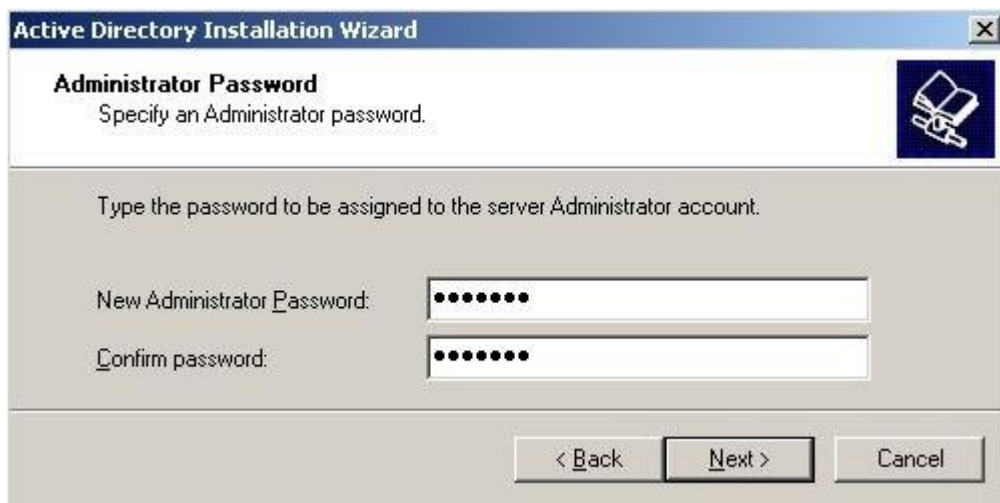 Active Directory Installation Wizard
Administrator Password
Specify an Administrator password.
Type the password to be assigned to the server Administrator account.
New Administrator Password: •••••••
Confirm password: •••••••
< Back Next > Cancel